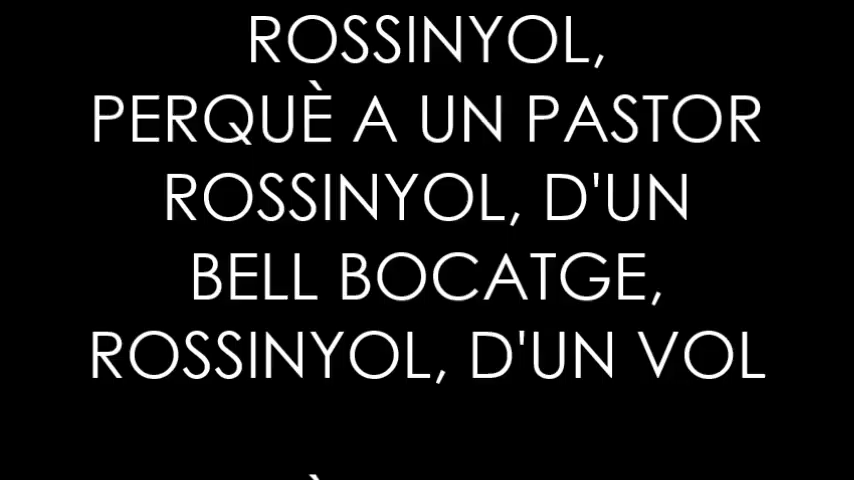 ROSSINYOL,
PERQUÈ A UN PASTOR
ROSSINYOL, D'UN
BELL BOCATGE,
ROSSINYOL, D'UN VOL